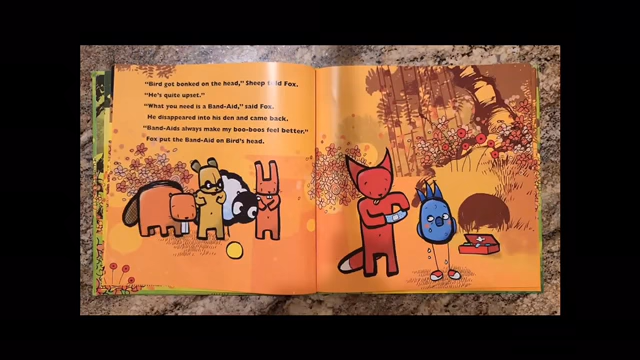 "Bird got bonked on the head," Sheep told Fox.
"He's quite upset."
"What you need is a Band-Aid," said Fox.
He disappeared into his den and came back.
"Band-Aids always make my boo-boos feel better."
Fox put the Band-Aid on Bird's head.